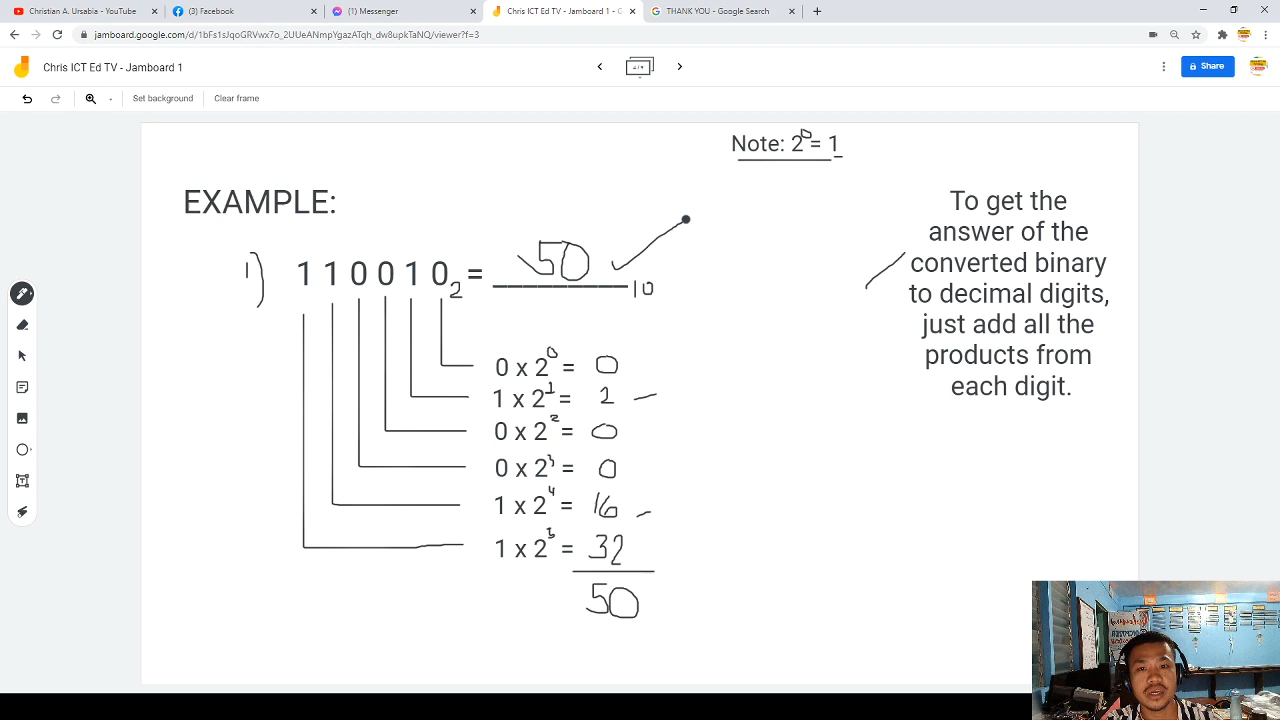 Christian A. Ursabia - YouTube
(3) Facebook
(1) Messenger
Chris ICT Ed TV - Jamboard 1 - G
THANK YOU - Google Search
jamboard.google.com/d/1bFs1sJqoGRVwx7o_2UUeANmpYgazATqh_dw8upkTaNQ/viewer?f=3
Chris ICT Ed TV - Jamboard 1
Share
Set background
Clear frame
Note: 2⁰= 1
EXAMPLE:
1) 1 1 0 0 1 0₂ = 50 ₁₀
0 x 2⁰ = 0
1 x 2¹ = 2
0 x 2² = 0
0 x 2³ = 0
1 x 2⁴ = 16
1 x 2⁵ = 32
50
To get the
answer of the
converted binary
to decimal digits,
just add all the
products from
each digit.